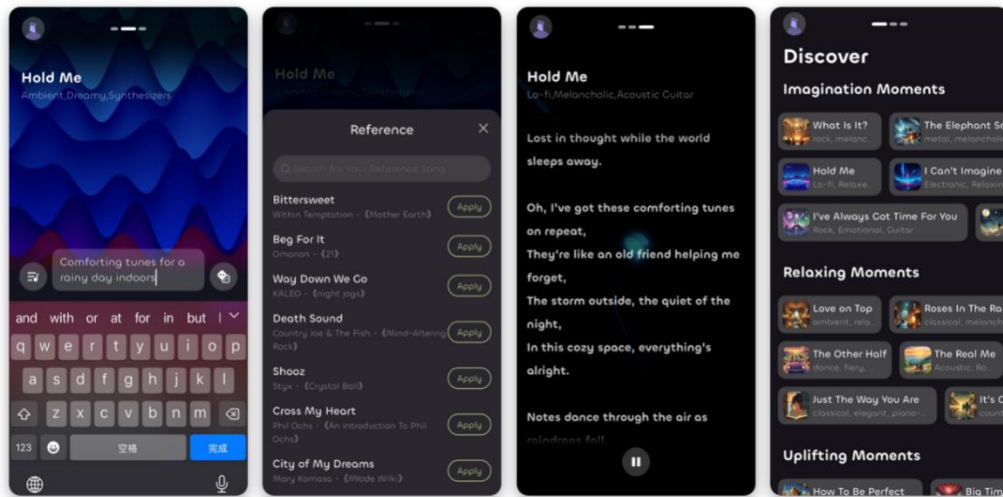 Hold Me
Ambient,Dreamy,Synthesizers
Comforting tunes for a
rainy day indoors
and with or at for in but
q w e r t y u i o p
a s d f g h j k l
z x c v b n m
123 空格 完成
Hold Me
Reference
Search for Your Reference Song
Bittersweet
Within Temptation - 《Mother Earth》
Apply
Beg For It
Omarion - 《21》
Apply
Way Down We Go
KALEO - 《night jogs》
Apply
Death Sound
Country Joe & The Fish - 《Mind-Altering
Rock》
Apply
Shooz
Styx - 《Crystal Ball》
Apply
Cross My Heart
Phil Ochs - 《An Introduction To Phil
Ochs》
Apply
City of My Dreams
Mary Komasa - 《Młode Wilki》
Apply
Hold Me
Lo-fi,Melancholic,Acoustic Guitar
Lost in thought while the world
sleeps away.
Oh, I've got these comforting tunes
on repeat,
They're like an old friend helping me
forget,
The storm outside, the quiet of the
night,
In this cozy space, everything's
alright.
Notes dance through the air as
raindrops fall
Discover
Imagination Moments
What Is It?
rock, melanc...
The Elephant So
metal, melancholi
Hold Me
Lo-fi, Relaxe...
I Can't Imagine
Electronic, Relaxe
I've Always Got Time For You
Rock, Emotional, Guitar
Relaxing Moments
Love on Top
ambient, rela...
Roses In The Ra
classical, melanch
The Other Half
dance, fiery, ...
The Real Me
Acoustic, Ro...
Just The Way You Are
classical, elegant, piano-...
It's C
count
Uplifting Moments
How To Be Perfect
Big Tim